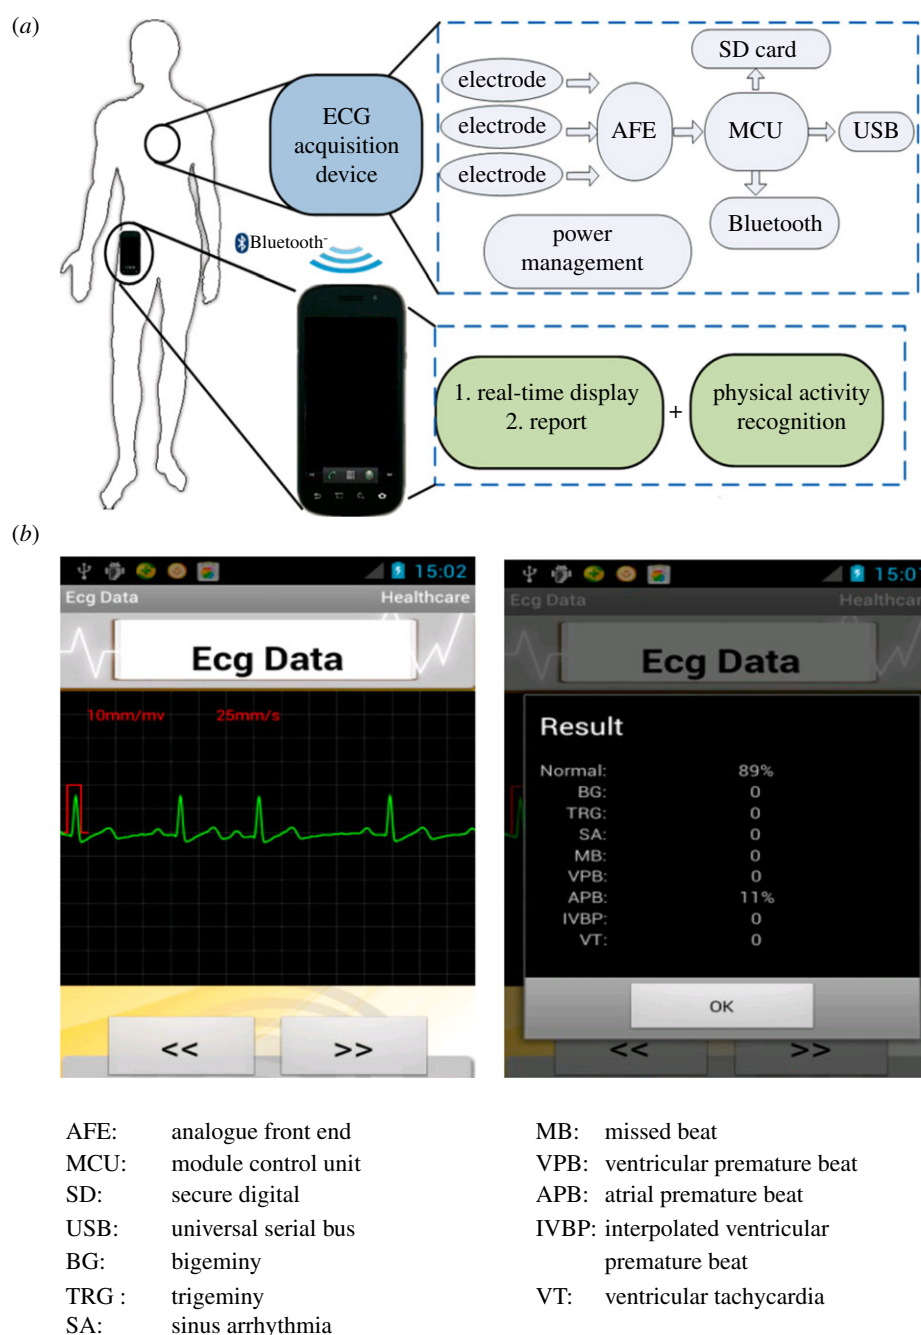 (a)
ECG
acquisition
device
electrode
electrode
electrode
AFE
MCU
SD card
USB
Bluetooth
power
management
Bluetooth
1. real-time display
2. report
+
physical activity
recognition
(b)
15:02
Ecg Data Healthcare
Ecg Data
10mm/mv 25mm/s
<< >>
15:01
Ecg Data Healthcar
Ecg Data
Result
Normal: 89%
BG: 0
TRG: 0
SA: 0
MB: 0
VPB: 0
APB: 11%
IVBP: 0
VT: 0
OK
<< >>
AFE: analogue front end
MCU: module control unit
SD: secure digital
USB: universal serial bus
BG: bigeminy
TRG : trigeminy
SA: sinus arrhythmia
MB: missed beat
VPB: ventricular premature beat
APB: atrial premature beat
IVBP: interpolated ventricular
premature beat
VT: ventricular tachycardia